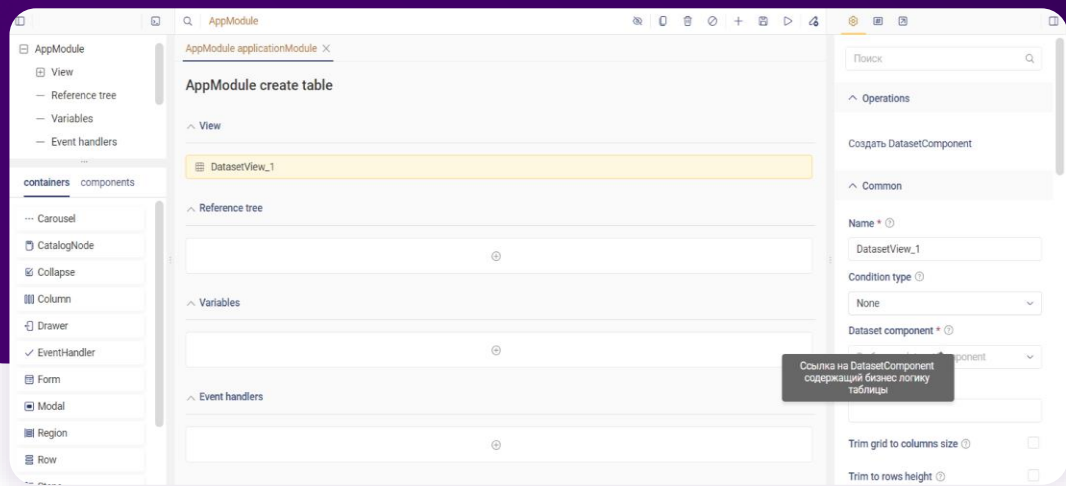 AppModule
AppModule
View
Reference tree
Variables
Event handlers
containers components
Carousel
CatalogNode
Collapse
Column
Drawer
EventHandler
Form
Modal
Region
Row
AppModule applicationModule
AppModule create table
View
DatasetView_1
Reference tree
Variables
Event handlers
Поиск
Operations
Создать DatasetComponent
Common
Name *
DatasetView_1
Condition type
None
Dataset component *
Ссылка на DatasetComponent
содержащий бизнес логику
таблицы
Trim grid to columns size
Trim to rows height